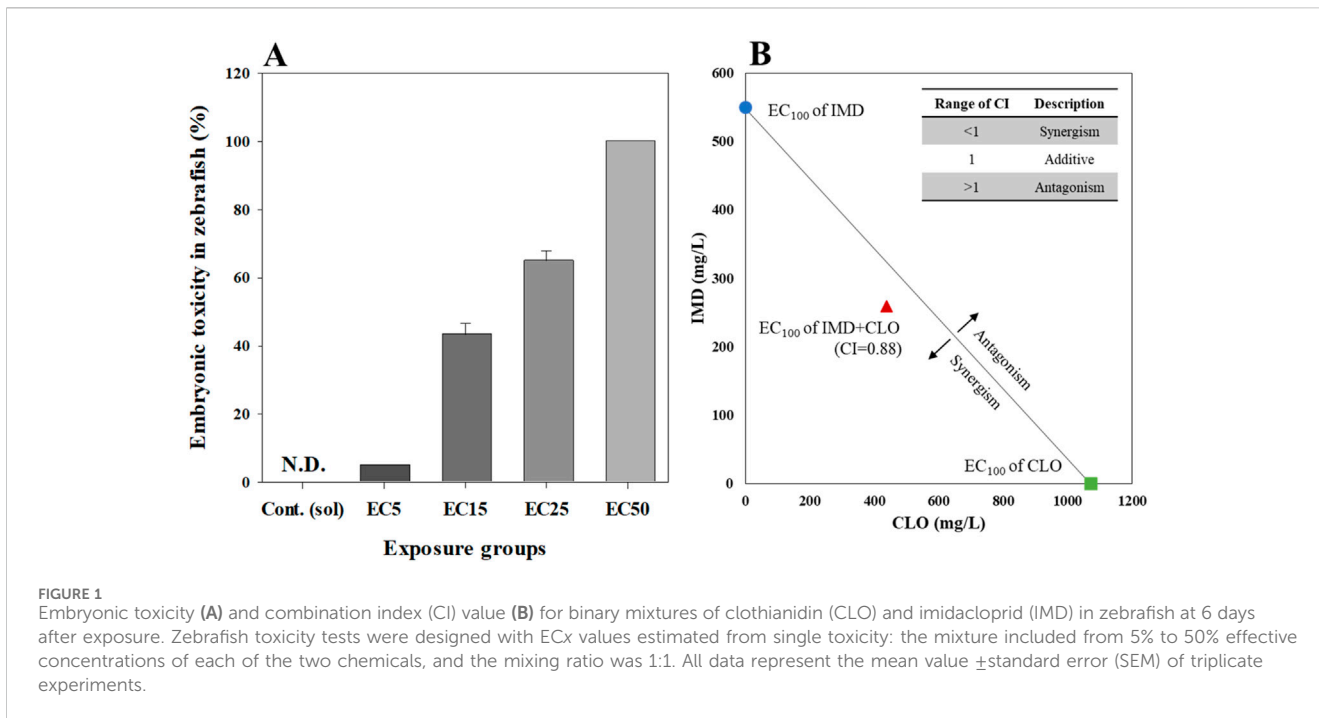 A
Embryonic toxicity in zebrafish (%)
120
100
80
60
40
20
0
N.D.
Cont. (sol) EC5 EC15 EC25 EC50
Exposure groups
B
IMD (mg/L)
600
500
400
300
200
100
0
EC100 of IMD
Range of CI Description
<1 Synergism
1 Additive
>1 Antagonism
EC100 of IMD+CLO
(CI=0.88)
Antagonism
Synergism
EC100 of CLO
0 200 400 600 800 1000 1200
CLO (mg/L)
FIGURE 1
Embryonic toxicity (A) and combination index (CI) value (B) for binary mixtures of clothianidin (CLO) and imidacloprid (IMD) in zebrafish at 6 days
after exposure. Zebrafish toxicity tests were designed with ECx values estimated from single toxicity: the mixture included from 5% to 50% effective
concentrations of each of the two chemicals, and the mixing ratio was 1:1. All data represent the mean value ±standard error (SEM) of triplicate
experiments.